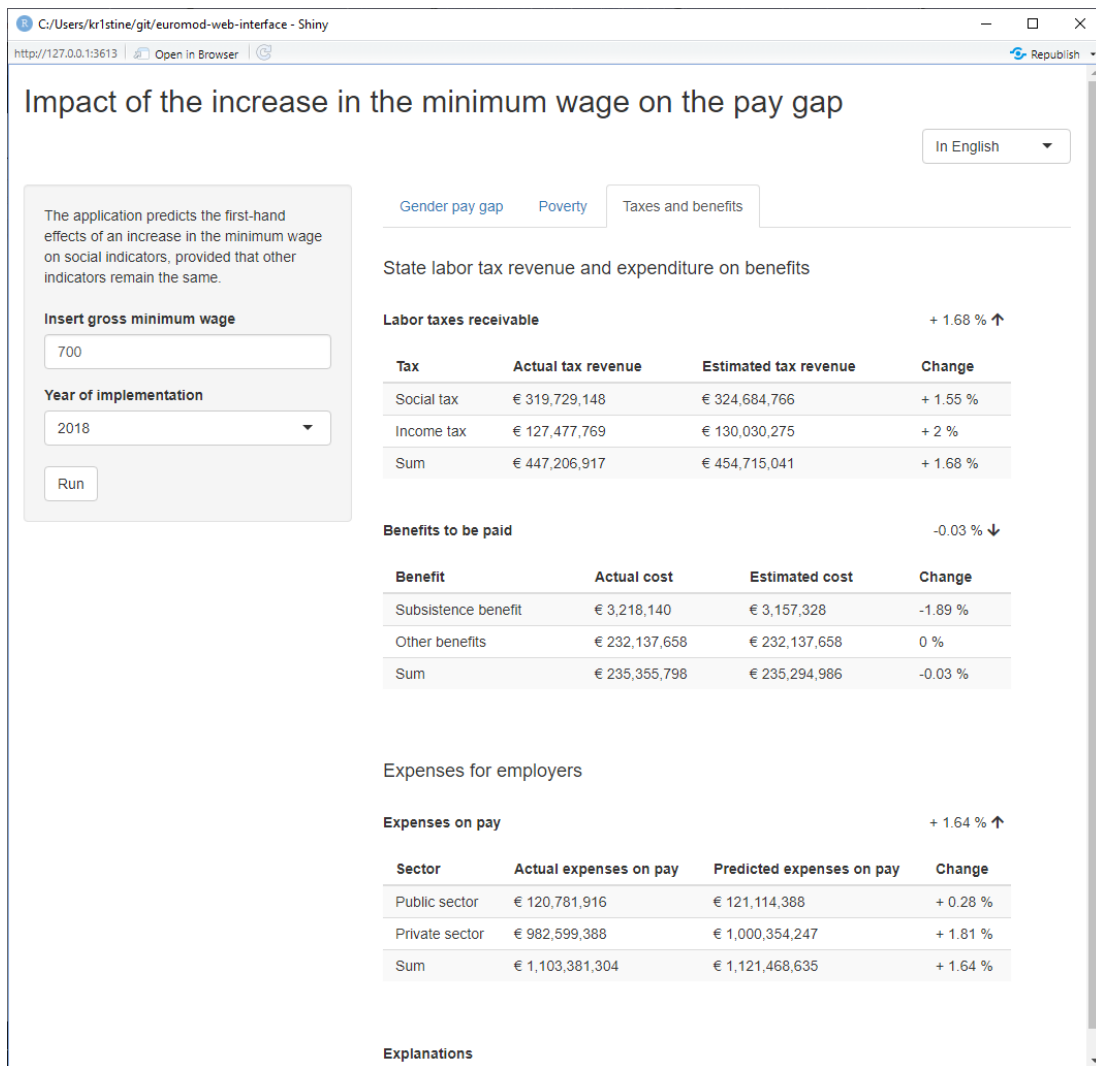 C:/Users/kr1stine/git/euromod-web-interface - Shiny
http://127.0.0.1:3613 Open in Browser Republish
Impact of the increase in the minimum wage on the pay gap
In English
The application predicts the first-hand
effects of an increase in the minimum wage
on social indicators, provided that other
indicators remain the same.
Insert gross minimum wage
700
Year of implementation
2018
Run
Gender pay gap Poverty Taxes and benefits
State labor tax revenue and expenditure on benefits
Labor taxes receivable + 1.68 %
Tax Actual tax revenue Estimated tax revenue Change
Social tax € 319,729,148 € 324,684,766 + 1.55 %
Income tax € 127,477,769 € 130,030,275 + 2 %
Sum € 447,206,917 € 454,715,041 + 1.68 %
Benefits to be paid -0.03 %
Benefit Actual cost Estimated cost Change
Subsistence benefit € 3,218,140 € 3,157,328 -1.89 %
Other benefits € 232,137,658 € 232,137,658 0 %
Sum € 235,355,798 € 235,294,986 -0.03 %
Expenses for employers
Expenses on pay + 1.64 %
Sector Actual expenses on pay Predicted expenses on pay Change
Public sector € 120,781,916 € 121,114,388 + 0.28 %
Private sector € 982,599,388 € 1,000,354,247 + 1.81 %
Sum € 1,103,381,304 € 1,121,468,635 + 1.64 %
Explanations